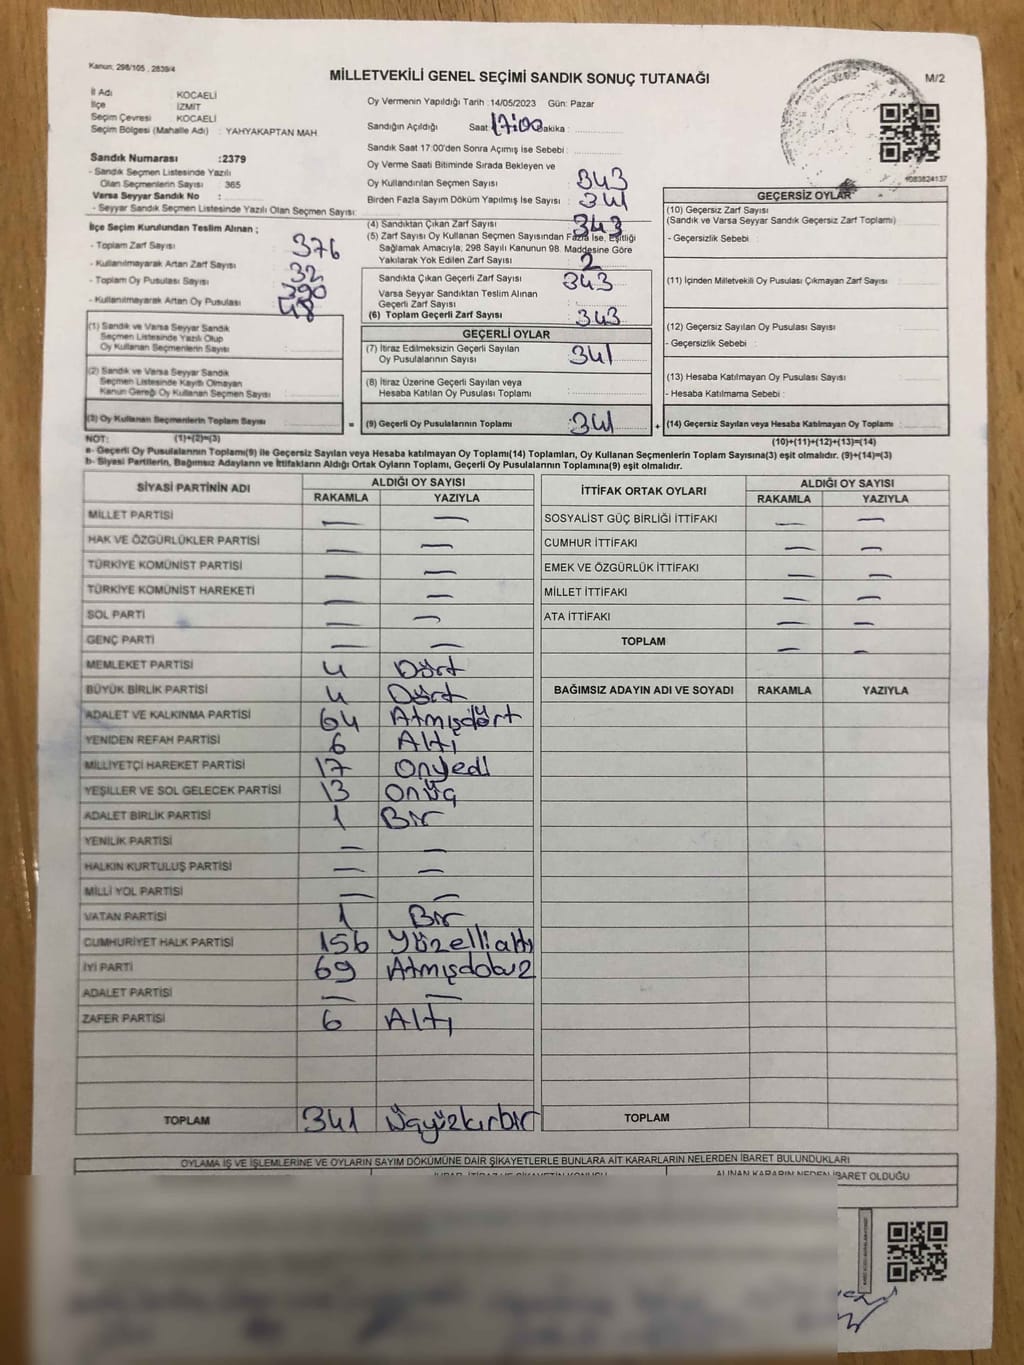 Kanun: 298/105 , 2839/4
MİLLETVEKİLİ GENEL SEÇİMİ SANDIK SONUÇ TUTANAĞI
M/2
İl Adı KOCAELİ
İlçe İZMİT
Seçim Çevresi KOCAELİ
Seçim Bölgesi (Mahalle Adı) : YAHYAKAPTAN MAH.
Oy Vermenin Yapıldığı Tarih :14/05/2023 Gün: Pazar
Sandığın Açıldığı Saat 17:00 Dakika :
Sandık Saat 17:00'den Sonra Açımış İse Sebebi :
Oy Verme Saati Bitiminde Sırada Bekleyen ve
Oy Kullandırılan Seçmen Sayısı 343
Birden Fazla Sayım Döküm Yapılmış İse Sayısı : 341
Sandık Numarası :2379
- Sandık Seçmen Listesinde Yazılı
Olan Seçmenlerin Sayısı : 365
Varsa Seyyar Sandık No :
- Seyyar Sandık Seçmen Listesinde Yazılı Olan Seçmen Sayısı:
İlçe Seçim Kurulundan Teslim Alınan ;
- Toplam Zarf Sayısı 376
- Kullanılmayarak Artan Zarf Sayısı 32
- Toplam Oy Pusulası Sayısı 390
- Kullanılmayarak Artan Oy Pusulası 48
(1) Sandık ve Varsa Seyyar Sandık
Seçmen Listesinde Yazılı Olup
Oy Kullanan Seçmenlerin Sayısı :
(2) Sandık ve Varsa Seyyar Sandık
Seçmen Listesinde Kayıtlı Olmayan
Kanun Gereği Oy Kullanan Seçmen Sayısı :
(3) Oy Kullanan Seçmenlerin Toplam Sayısı :
(4) Sandıktan Çıkan Zarf Sayısı 343
(5) Zarf Sayısı Oy Kullanan Seçmen Sayısından Fazla İse, Eşitliği
Sağlamak Amacıyla, 298 Sayılı Kanunun 98. Maddesine Göre
Yakılarak Yok Edilen Zarf Sayısı 2
Sandıkta Çıkan Geçerli Zarf Sayısı 343
Varsa Seyyar Sandıktan Teslim Alınan
Geçerli Zarf Sayısı :
(6) Toplam Geçerli Zarf Sayısı : 343
GEÇERLİ OYLAR
(7) İtiraz Edilmeksizin Geçerli Sayılan
Oy Pusulalarının Sayısı : 341
(8) İtiraz Üzerine Geçerli Sayılan veya
Hesaba Katılan Oy Pusulası Toplamı :
= (9) Geçerli Oy Pusulalarının Toplamı : 341 +
GEÇERSİZ OYLAR
(10) Geçersiz Zarf Sayısı
(Sandık ve Varsa Seyyar Sandık Geçersiz Zarf Toplamı)
- Geçersizlik Sebebi :
(11) İçinden Milletvekili Oy Pusulası Çıkmayan Zarf Sayısı :
(12) Geçersiz Sayılan Oy Pusulası Sayısı :
- Geçersizlik Sebebi :
(13) Hesaba Katılmayan Oy Pusulası Sayısı :
- Hesaba Katılmama Sebebi :
(14) Geçersiz Sayılan veya Hesaba Katılmayan Oy Toplamı :
NOT: (1)+(2)=(3)
(10)+(11)+(12)+(13)=(14)
a- Geçerli Oy Pusulalarının Toplamı(9) ile Geçersiz Sayılan veya Hesaba Katılmayan Oy Toplamı(14) Toplamları, Oy Kullanan Seçmenlerin Toplam Sayısına(3) eşit olmalıdır. (9)+(14)=(3)
b- Siyasi Partilerin, Bağımsız Adayların ve İttifakların Aldığı Ortak Oyların Toplamı, Geçerli Oy Pusulalarının Toplamına(9) eşit olmalıdır.
SİYASİ PARTİNİN ADI ALDIĞI OY SAYISI
RAKAMLA YAZIYLA
MİLLET PARTİSİ — —
HAK VE ÖZGÜRLÜKLER PARTİSİ — —
TÜRKİYE KOMÜNİST PARTİSİ — —
TÜRKİYE KOMÜNİST HAREKETİ — —
SOL PARTİ — —
GENÇ PARTİ — —
MEMLEKET PARTİSİ 4 Dört
BÜYÜK BİRLİK PARTİSİ 4 Dört
ADALET VE KALKINMA PARTİSİ 64 Atmışdört
YENİDEN REFAH PARTİSİ 6 Altı
MİLLİYETÇİ HAREKET PARTİSİ 17 Onyedi
YEŞİLLER VE SOL GELECEK PARTİSİ 13 Onüç
ADALET BİRLİK PARTİSİ 1 Bir
YENİLİK PARTİSİ — —
HALKIN KURTULUŞ PARTİSİ — —
MİLLİ YOL PARTİSİ — —
VATAN PARTİSİ 1 Bir
CUMHURİYET HALK PARTİSİ 156 Yüzellialtı
İYİ PARTİ 69 Atmışdokuz
ADALET PARTİSİ — —
ZAFER PARTİSİ 6 Altı
TOPLAM 341 Üçyüzkırbir
İTTİFAK ORTAK OYLARI ALDIĞI OY SAYISI
RAKAMLA YAZIYLA
SOSYALİST GÜÇ BİRLİĞİ İTTİFAKI — —
CUMHUR İTTİFAKI — —
EMEK VE ÖZGÜRLÜK İTTİFAKI — —
MİLLET İTTİFAKI — —
ATA İTTİFAKI — —
TOPLAM — —
BAĞIMSIZ ADAYIN ADI VE SOYADI RAKAMLA YAZIYLA
TOPLAM
OYLAMA İŞ VE İŞLEMLERİNE VE OYLARIN SAYIM DÖKÜMÜNE DAİR ŞİKAYETLERLE BUNLARA AİT KARARLARIN NELERDEN İBARET BULUNDUKLARI
ALINAN KARARIN NEDEN İBARET OLDUĞU